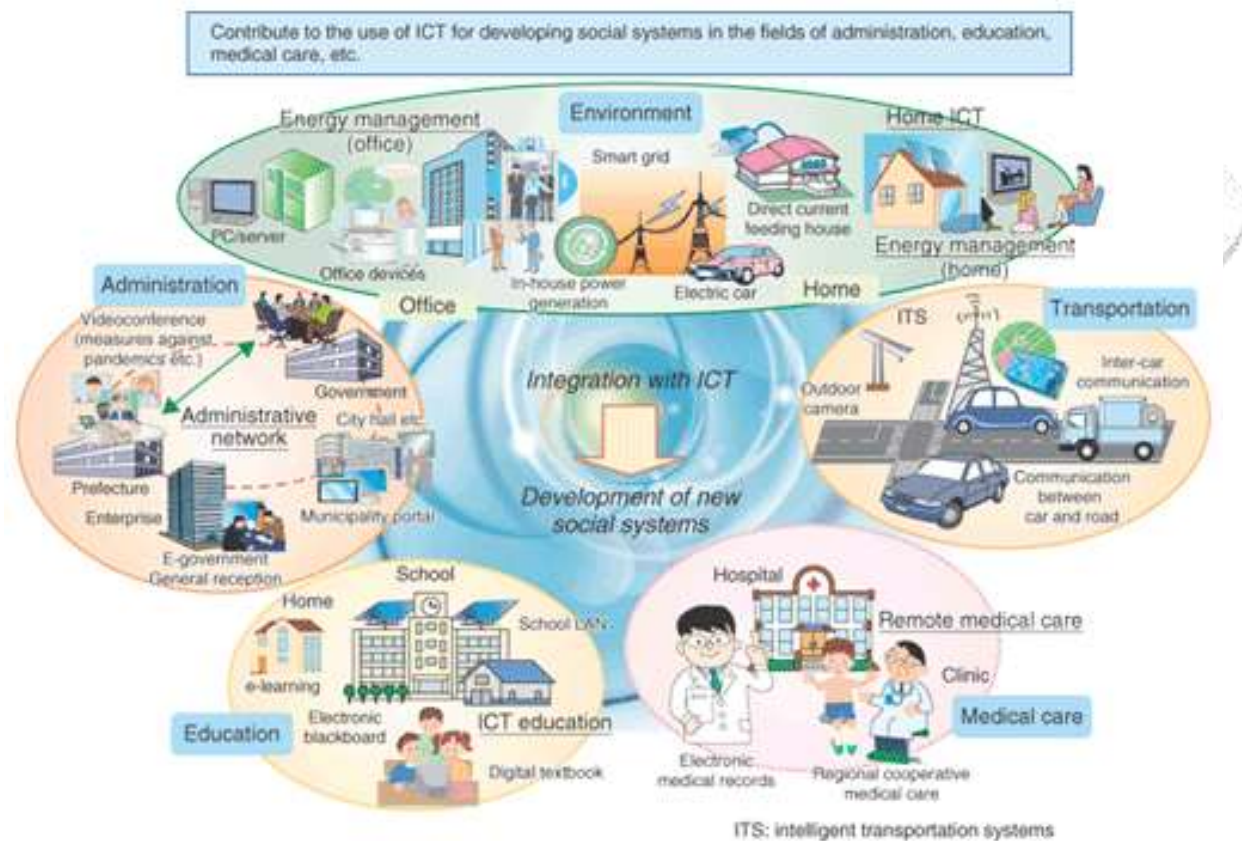 Contribute to the use of ICT for developing social systems in the fields of administration, education,
medical care, etc.
Environment
Energy management
(office)
Home ICT
Smart grid
PC/server
Office devices
In-house power
generation
Direct current
feeding house
Electric car
Energy management
(home)
Office
Home
Administration
Videoconference
(measures against
pandemics etc.)
Government
Administrative
network
City hall etc.
Prefecture
Enterprise
Municipality portal
E-government
General reception
Integration with ICT
Development of new
social systems
Transportation
ITS
Outdoor
camera
Inter-car
communication
Communication
between
car and road
School
Home
School LWN
e-learning
Electronic
blackboard
ICT education
Education
Digital textbook
Hospital
Remote medical care
Clinic
Medical care
Electronic
medical records
Regional cooperative
medical care
ITS: intelligent transportation systems